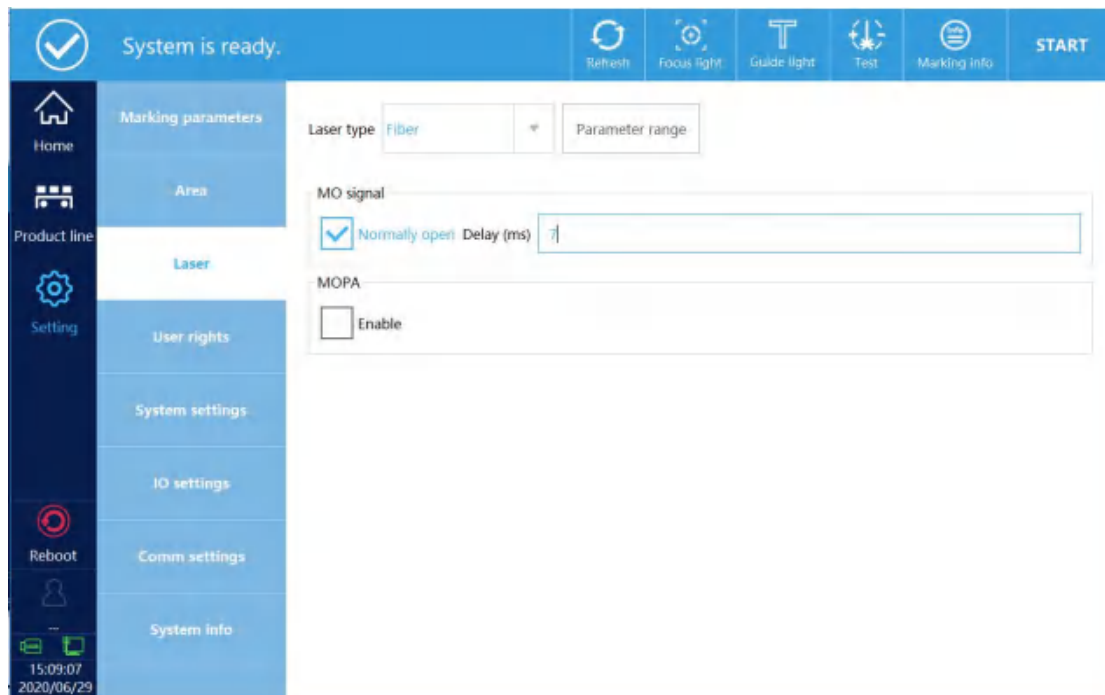 System is ready.
Refresh
Focus light
Guide light
Test
Info
Marking info
START
Home
Product line
Setting
Reboot
...
15:09:07
2020/06/29
Marking parameters
Area
Laser
User rights
System settings
IO settings
Comm settings
System info
Laser type Fiber Parameter range
MO signal
Normally open Delay (ms) 7
MOPA
Enable